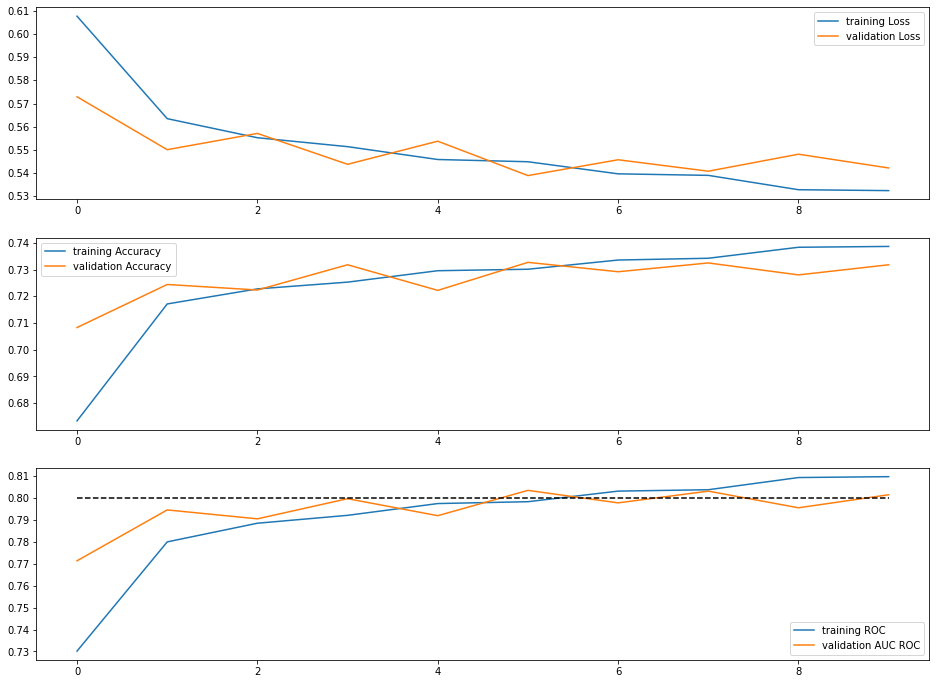 0.61
0.60
0.59
0.58
0.57
0.56
0.55
0.54
0.53
training Loss
validation Loss
0 2 4 6 8
0.74
0.73
0.72
0.71
0.70
0.69
0.68
training Accuracy
validation Accuracy
0 2 4 6 8
0.81
0.80
0.79
0.78
0.77
0.76
0.75
0.74
0.73
training ROC
validation AUC ROC
0 2 4 6 8